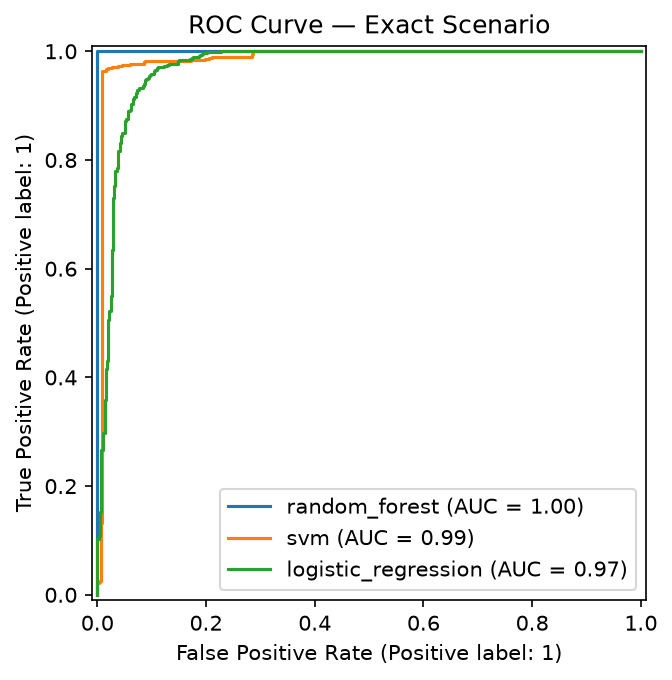 ROC Curve — Exact Scenario
True Positive Rate (Positive label: 1)
1.0
0.8
0.6
0.4
0.2
0.0
random_forest (AUC = 1.00)
svm (AUC = 0.99)
logistic_regression (AUC = 0.97)
0.0 0.2 0.4 0.6 0.8 1.0
False Positive Rate (Positive label: 1)